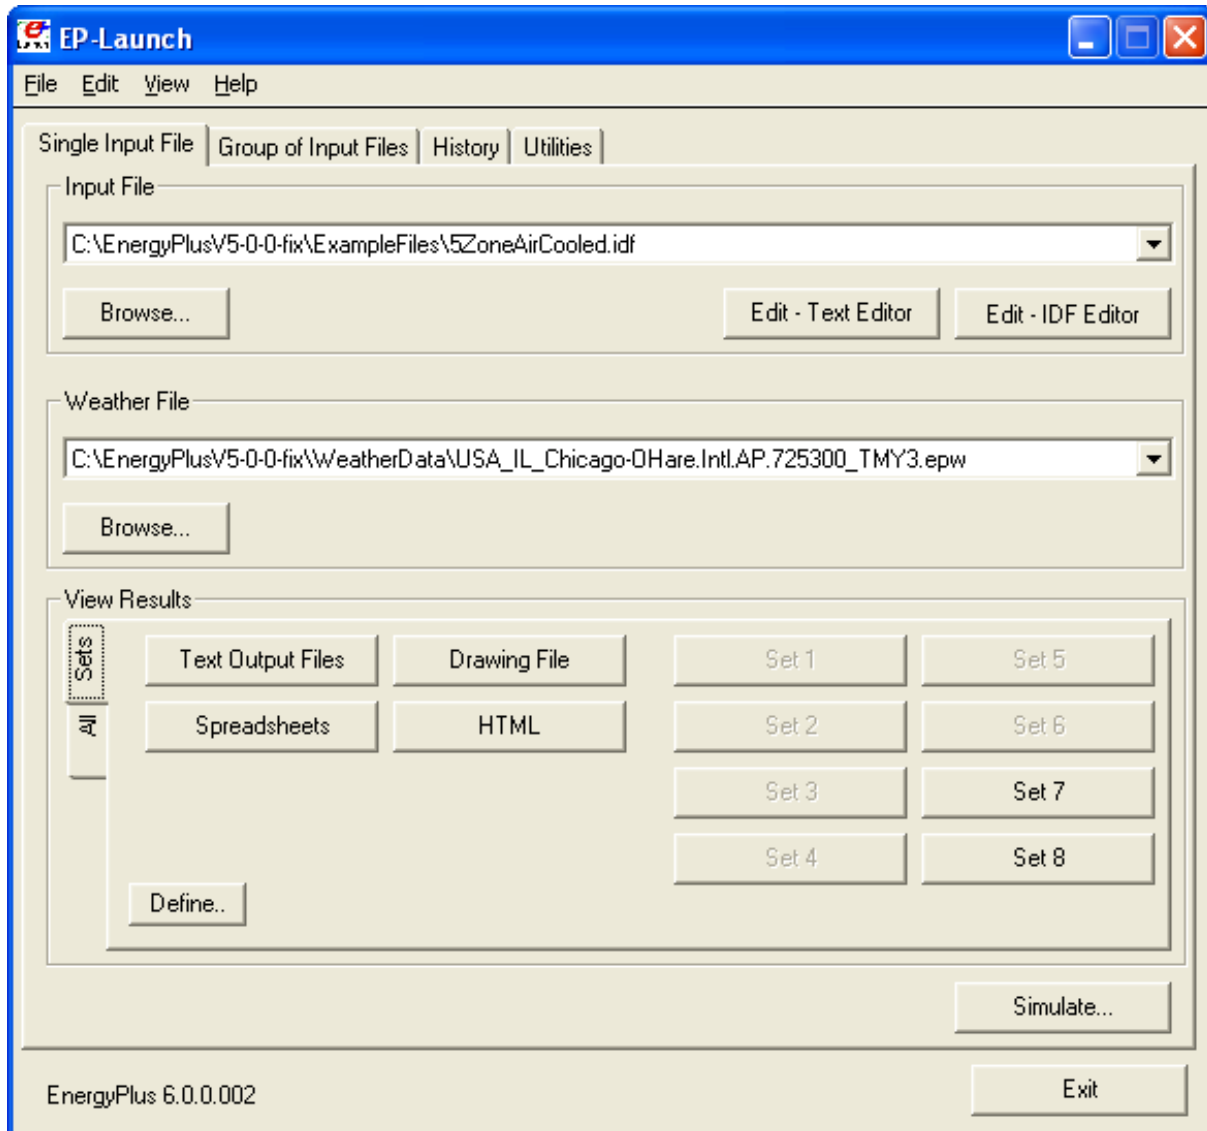 EP-Launch
File Edit View Help
Single Input File Group of Input Files History Utilities
Input File
C:\EnergyPlusV5-0-0-fix\ExampleFiles\5ZoneAirCooled.idf
Browse... Edit - Text Editor Edit - IDF Editor
Weather File
C:\EnergyPlusV5-0-0-fix\WeatherData\USA_IL_Chicago-OHare.Intl.AP.725300_TMY3.epw
Browse...
View Results
Sets
All
Text Output Files Drawing File Set 1 Set 5
Spreadsheets HTML Set 2 Set 6
Set 3 Set 7
Set 4 Set 8
Define..
Simulate...
EnergyPlus 6.0.0.002 Exit